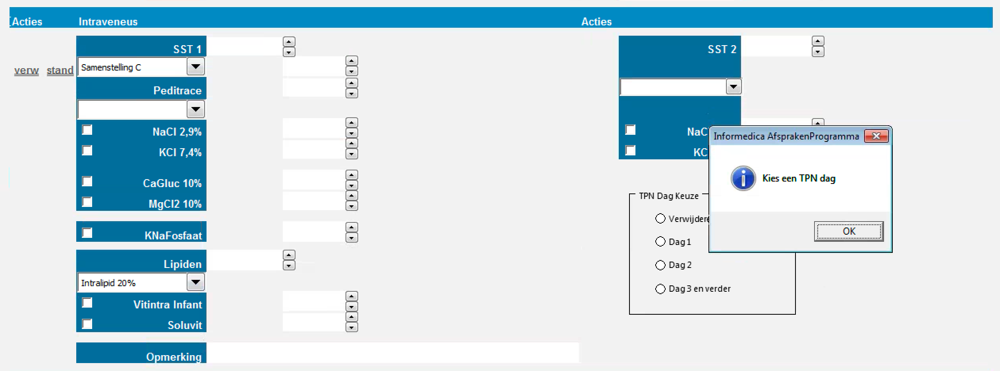 Acties Intraveneus Acties
SST 1
SST 2
verw stand Samenstelling C
Peditrace
NaCl 2,9%
NaC
KCl 7,4%
KC
CaGluc 10%
MgCl2 10%
KNaFosfaat
Lipiden
Intralipid 20%
Vitintra Infant
Soluvit
Opmerking
Informedica AfsprakenProgramma
Kies een TPN dag
OK
TPN Dag Keuze
Verwijdere
Dag 1
Dag 2
Dag 3 en verder